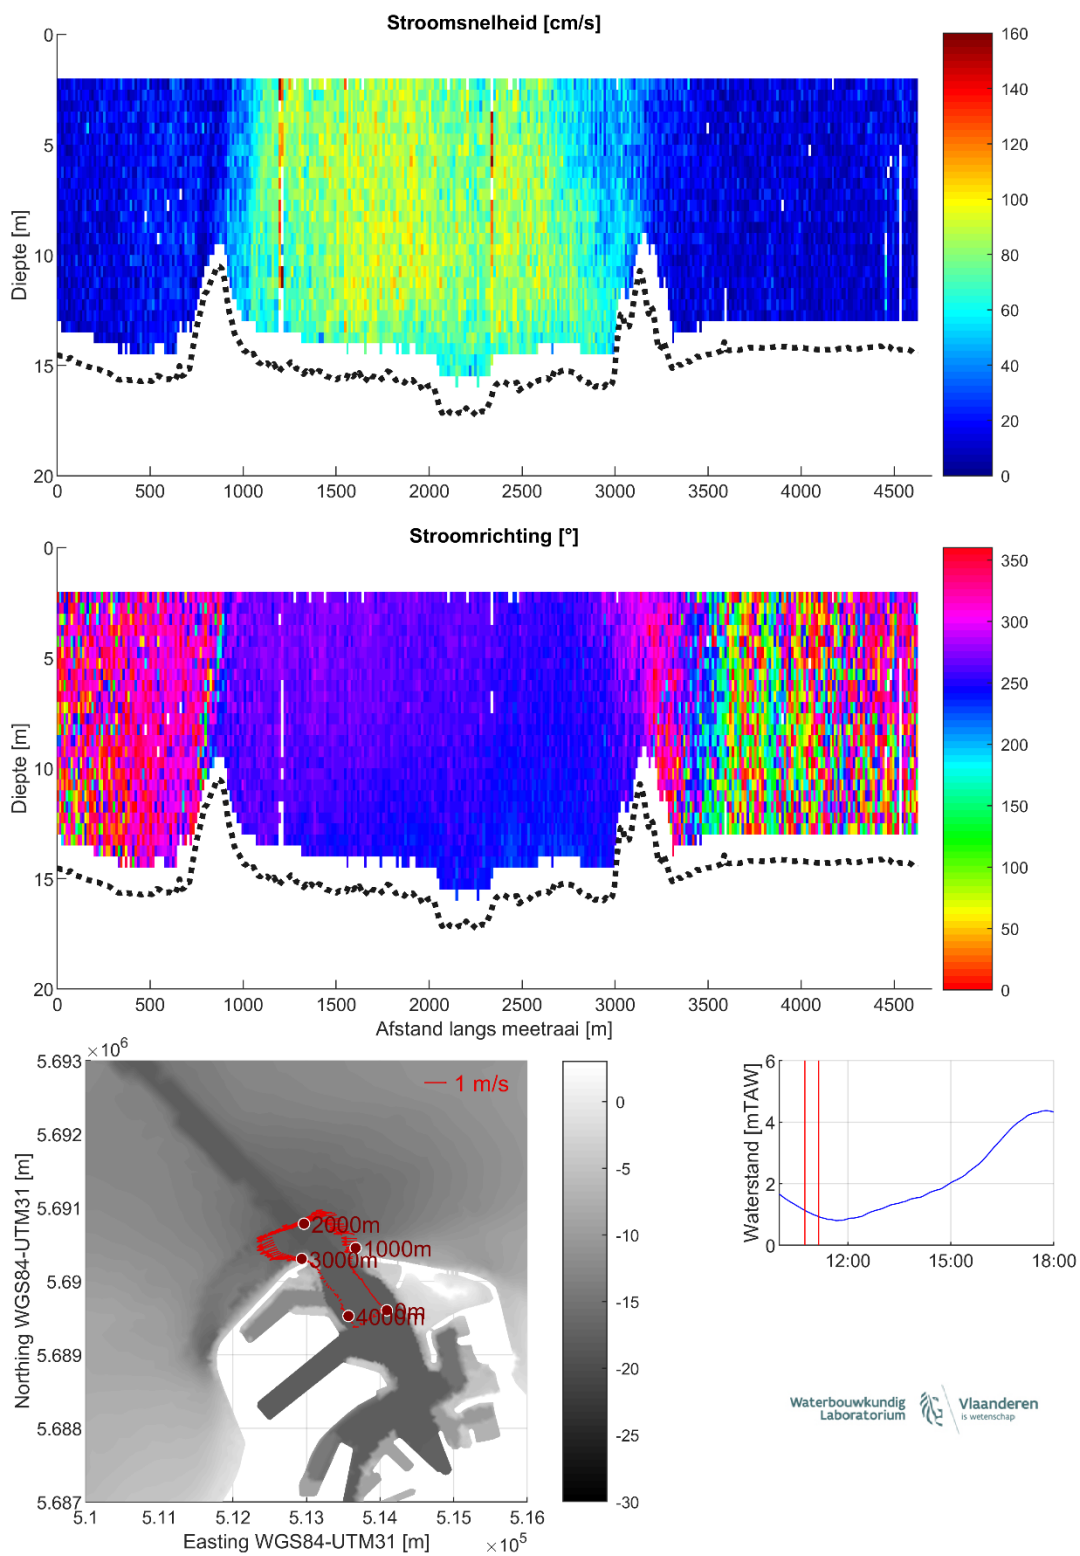 Stroomsnelheid [cm/s]
0
5
10
15
20
Diepte [m]
0 500 1000 1500 2000 2500 3000 3500 4000 4500
160
140
120
100
80
60
40
20
0
Stroomrichting [°]
0
5
10
15
20
Diepte [m]
0 500 1000 1500 2000 2500 3000 3500 4000 4500
Afstand langs meetraai [m]
350
300
250
200
150
100
50
0
×10⁶
5.693
5.692
5.691
5.69
5.689
5.688
5.687
Northing WGS84-UTM31 [m]
1 m/s
2000m
1000m
3000m
0m
4000m
5.1 5.11 5.12 5.13 5.14 5.15 5.16
Easting WGS84-UTM31 [m]
×10⁵
0
-5
-10
-15
-20
-25
-30
Waterstand [mTAW]
6
4
2
0
12:00 15:00 18:00
Waterbouwkundig
Laboratorium
Vlaanderen
is wetenschap